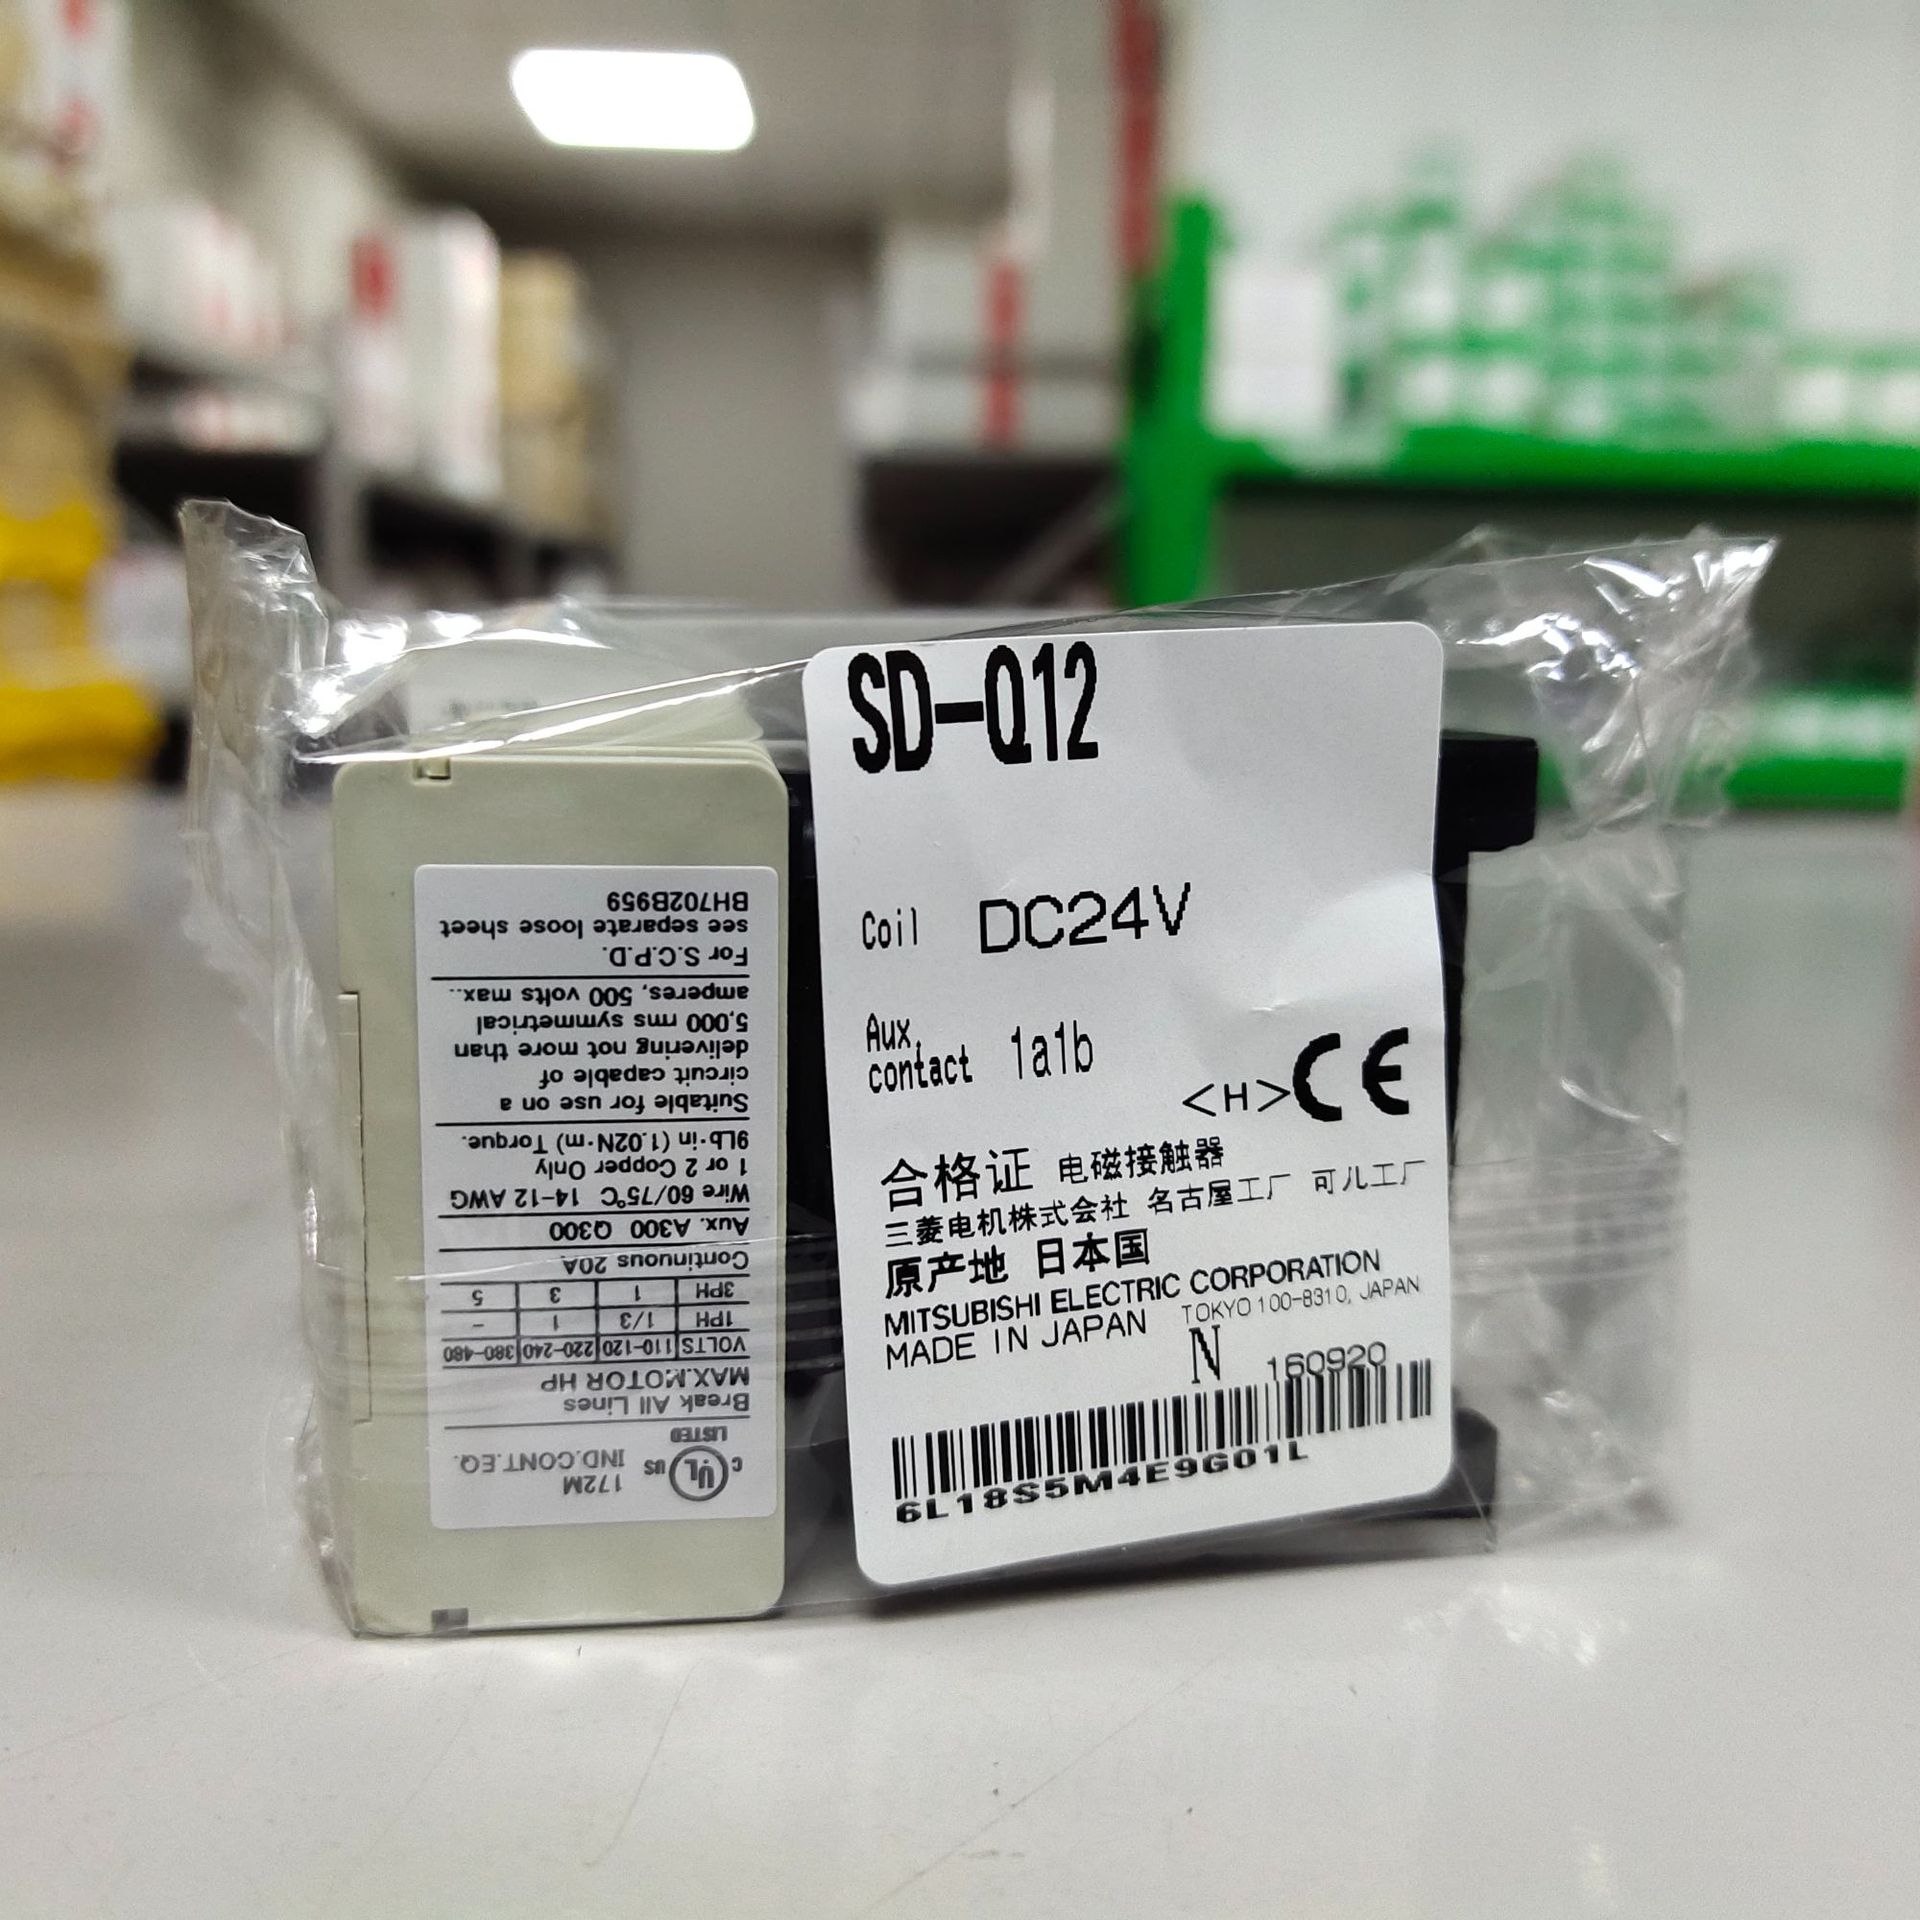 SD-Q12
Coil DC24V
Aux.
contact 1a1b
<H> CE
合格证 电磁接触器
三菱电机株式会社 名古屋工厂 可儿工厂
原产地 日本国
MITSUBISHI ELECTRIC CORPORATION
TOKYO 100-8310, JAPAN
MADE IN JAPAN
N 160920
6L18S5M4E9G01L
C UL US
LISTED
172M
IND.CONT.EQ.
Break All Lines
MAX.MOTOR HP
VOLTS 110-120 220-240 380-480
1PH 1/3 1 -
3PH 1 3 5
Continuous 20A
Aux. A300 Q300
Wire 60/75°C 14-12 AWG
1 or 2 Copper Only
9Lb·in (1.02N·m) Torque.
Suitable for use on a
circuit capable of
delivering not more than
5,000 rms symmetrical
amperes, 500 volts max..
For S.C.P.D.
see separate loose sheet
BH702B959